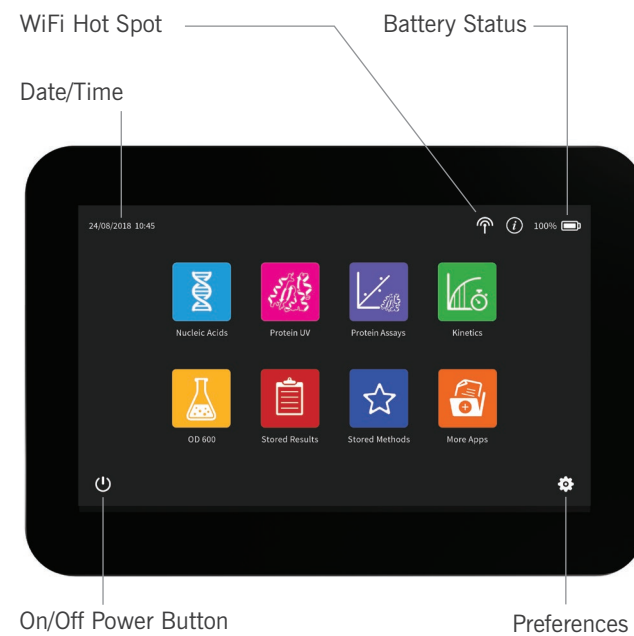 WiFi Hot Spot
Battery Status
Date/Time
24/08/2018 10:45
100%
Nucleic Acids
Protein UV
Protein Assays
Kinetics
OD 600
Stored Results
Stored Methods
More Apps
On/Off Power Button
Preferences